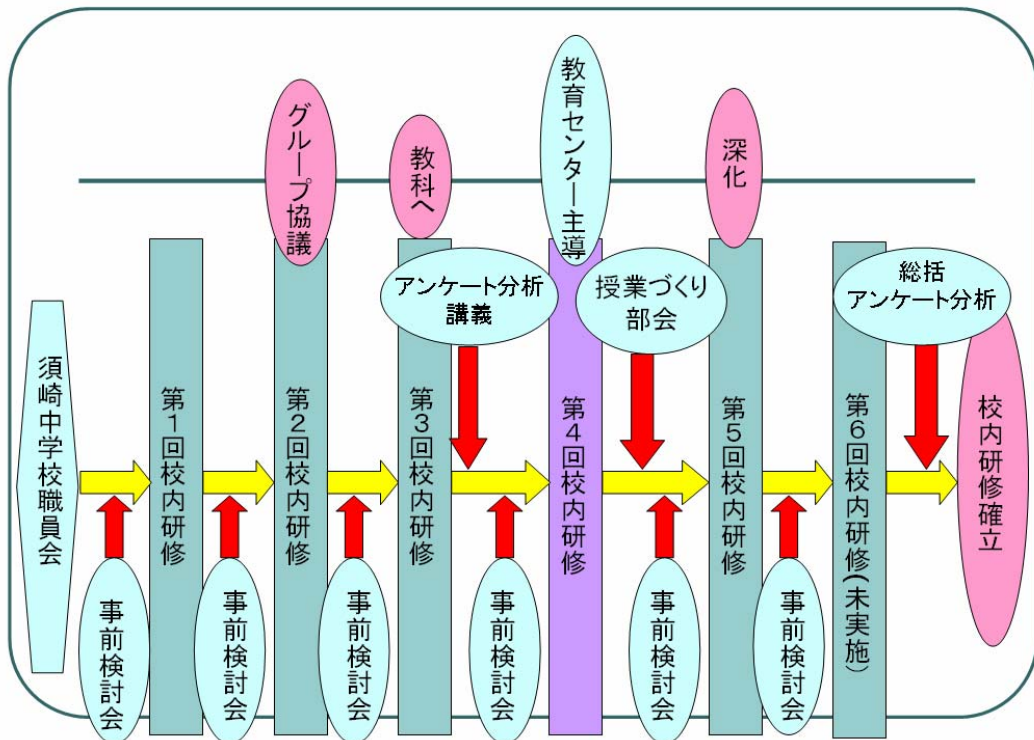 グループ協議
教科へ
教育センター主導
深化
須崎中学校職員会
第1回校内研修
第2回校内研修
第3回校内研修
アンケート分析
講義
第4回校内研修
授業づくり
部会
第5回校内研修
第6回校内研修(未実施)
総括
アンケート分析
校内研修確立
事前検討会
事前検討会
事前検討会
事前検討会
事前検討会
事前検討会